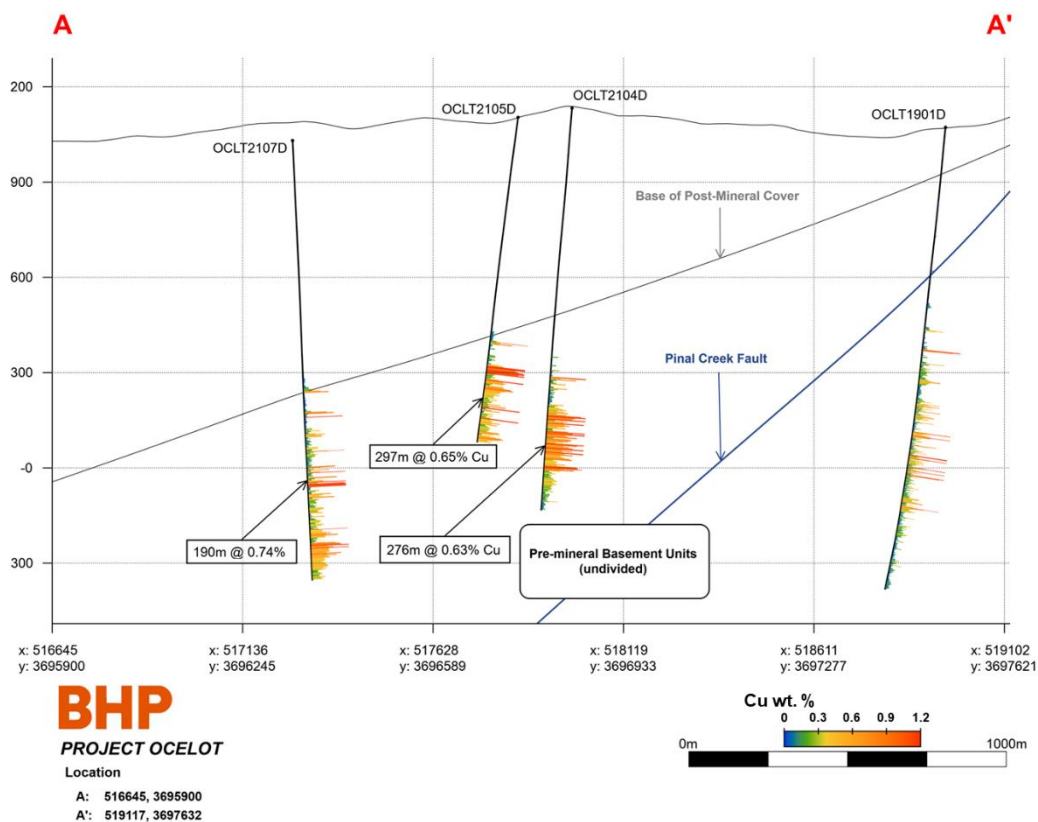 A
A'
200
900
600
300
-0
300
OCLT2107D
OCLT2105D
OCLT2104D
OCLT1901D
Base of Post-Mineral Cover
Pinal Creek Fault
297m @ 0.65% Cu
190m @ 0.74%
276m @ 0.63% Cu
Pre-mineral Basement Units
(undivided)
x: 516645
y: 3695900
x: 517136
y: 3696245
x: 517628
y: 3696589
x: 518119
y: 3696933
x: 518611
y: 3697277
x: 519102
y: 3697621
BHP
PROJECT OCELOT
Location
A: 516645, 3695900
A': 519117, 3697632
Cu wt. %
0 0.3 0.6 0.9 1.2
0m 1000m